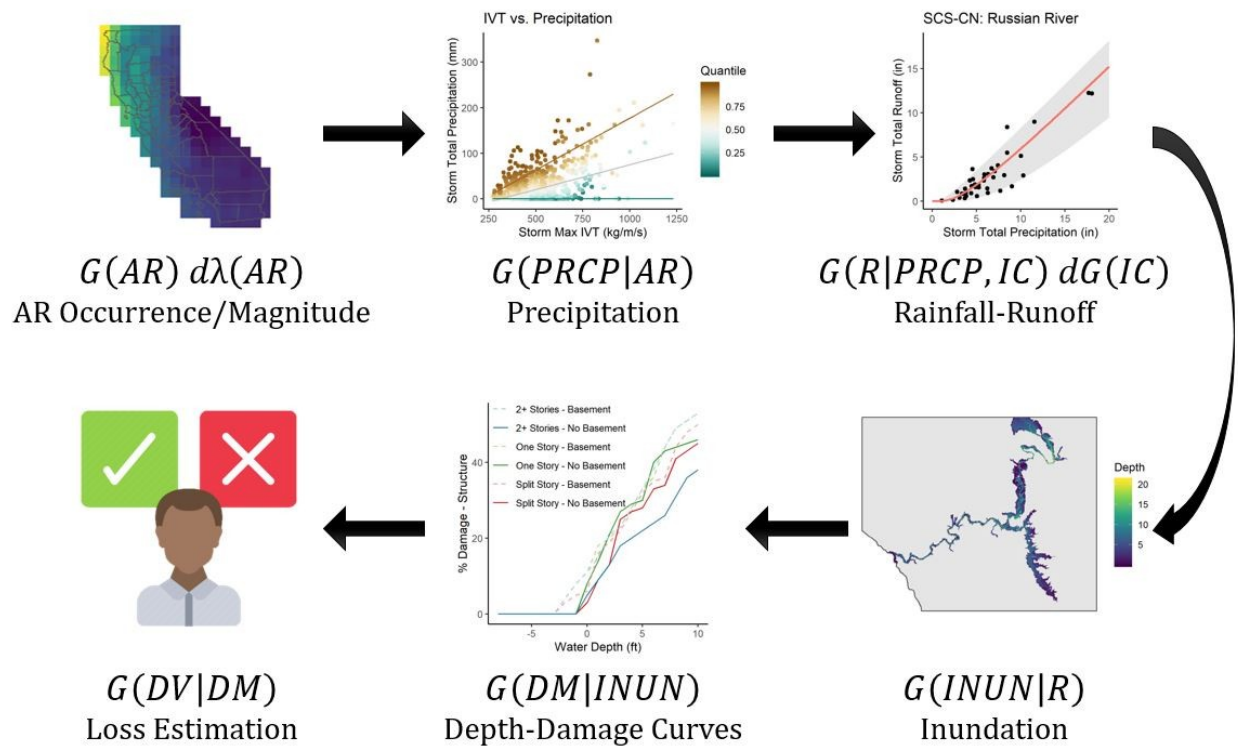 IVT vs. Precipitation
Storm Total Precipitation (mm)
300
200
100
0
250
500
750
1000
1250
Storm Max IVT (kg/m/s)
Quantile
0.75
0.50
0.25
SCS-CN: Russian River
Storm Total Runoff (in)
15
10
5
0
0
5
10
15
20
Storm Total Precipitation (in)
G(AR) dλ(AR)
AR Occurrence/Magnitude
G(PRCP|AR)
Precipitation
G(R|PRCP, IC) dG(IC)
Rainfall-Runoff
% Damage - Structure
40
20
0
2+ Stories - Basement
2+ Stories - No Basement
One Story - Basement
One Story - No Basement
Split Story - Basement
Split Story - No Basement
-5
0
5
10
Water Depth (ft)
Depth
20
15
10
5
G(DV|DM)
Loss Estimation
G(DM|INUN)
Depth-Damage Curves
G(INUN|R)
Inundation